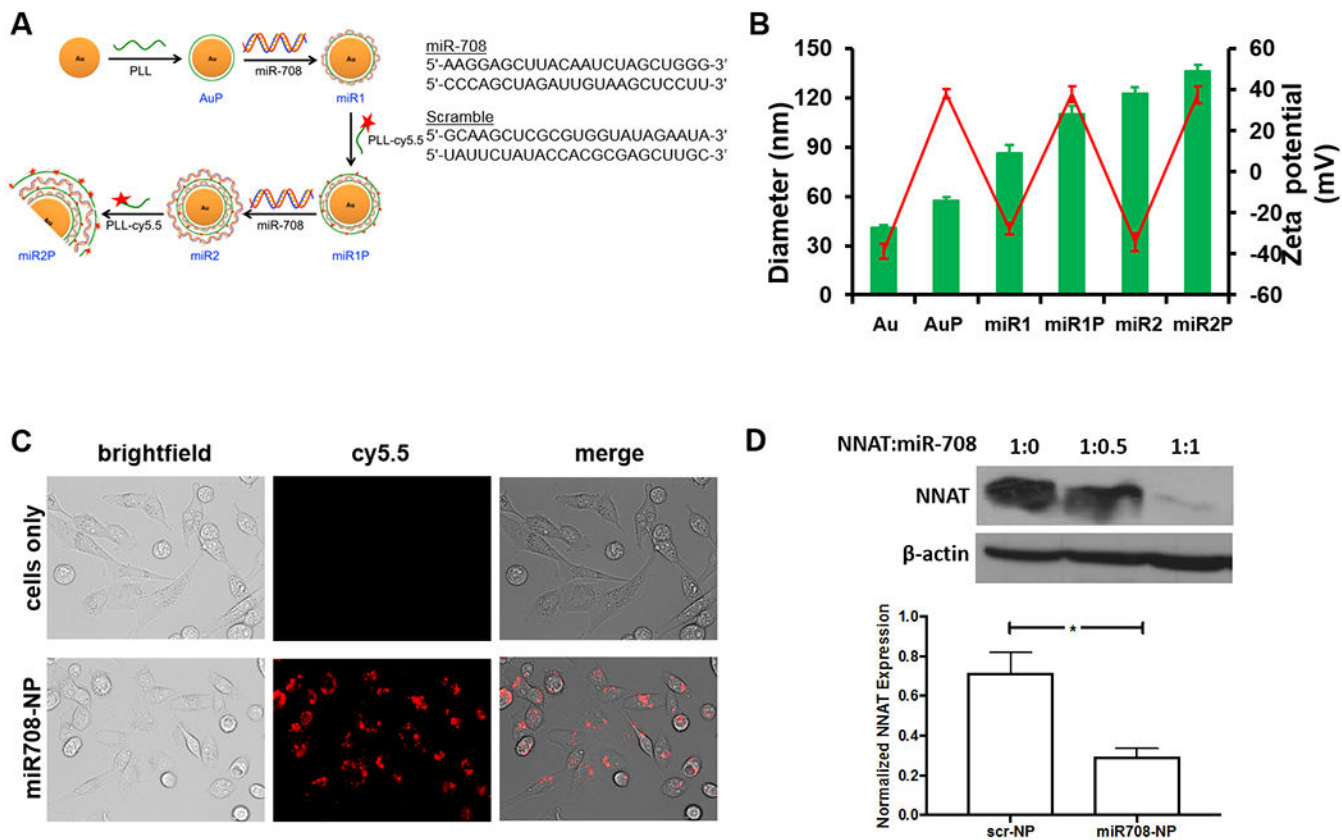 A
Au
PLL
Au
AuP
miR-708
Au
miR1
miR-708
5'-AAGGAGCUUACAAUCUAGCUGGG-3'
5'-CCCAGCUAGAUUGUAAGCUCCUU-3'
Scramble
5'-GCAAGCUCGCGUGGUAUAGAAUA-3'
5'-UAUUCUAUACCACGCGAGCUUGC-3'
PLL-cy5.5
Au
miR1P
miR-708
Au
miR2
PLL-cy5.5
Au
miR2P
B
Diameter (nm)
150
120
90
60
30
0
Zeta potential (mV)
60
40
20
0
-20
-40
-60
Au AuP miR1 miR1P miR2 miR2P
C
brightfield cy5.5 merge
cells only
miR708-NP
D
NNAT:miR-708 1:0 1:0.5 1:1
NNAT
β-actin
Normalized NNAT Expression
1.0
0.8
0.6
0.4
0.2
0.0
*
scr-NP miR708-NP